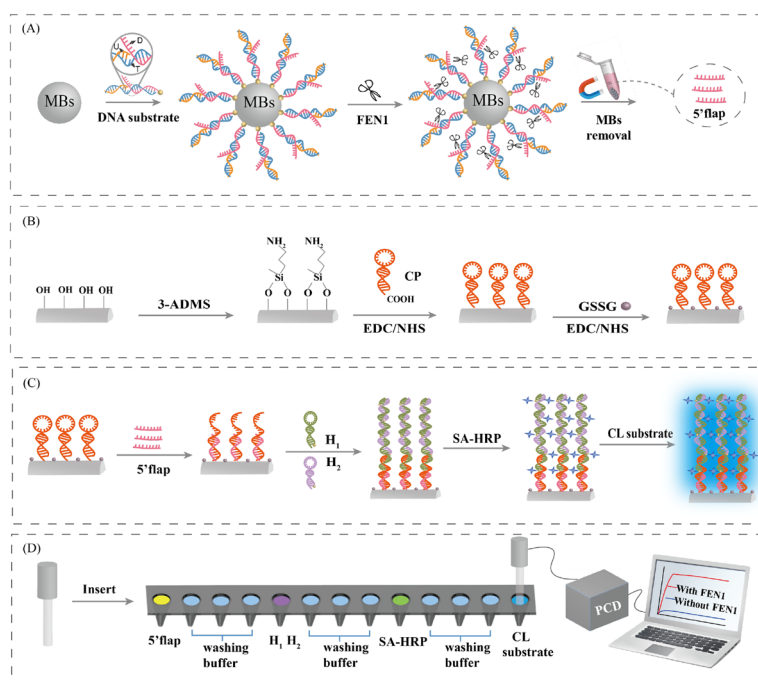 (A)
U
D
T
MBs
DNA substrate
MBs
FEN1
MBs
MBs
removal
5'flap
(B)
OH OH OH OH
3-ADMS
NH2 NH2
Si Si
O O O O
CP
COOH
EDC/NHS
GSSG
EDC/NHS
(C)
5'flap
H1
H2
SA-HRP
CL substrate
(D)
Insert
5'flap
washing
buffer
H1 H2
washing
buffer
SA-HRP
washing
buffer
CL
substrate
PCD
With FEN1
Without FEN1